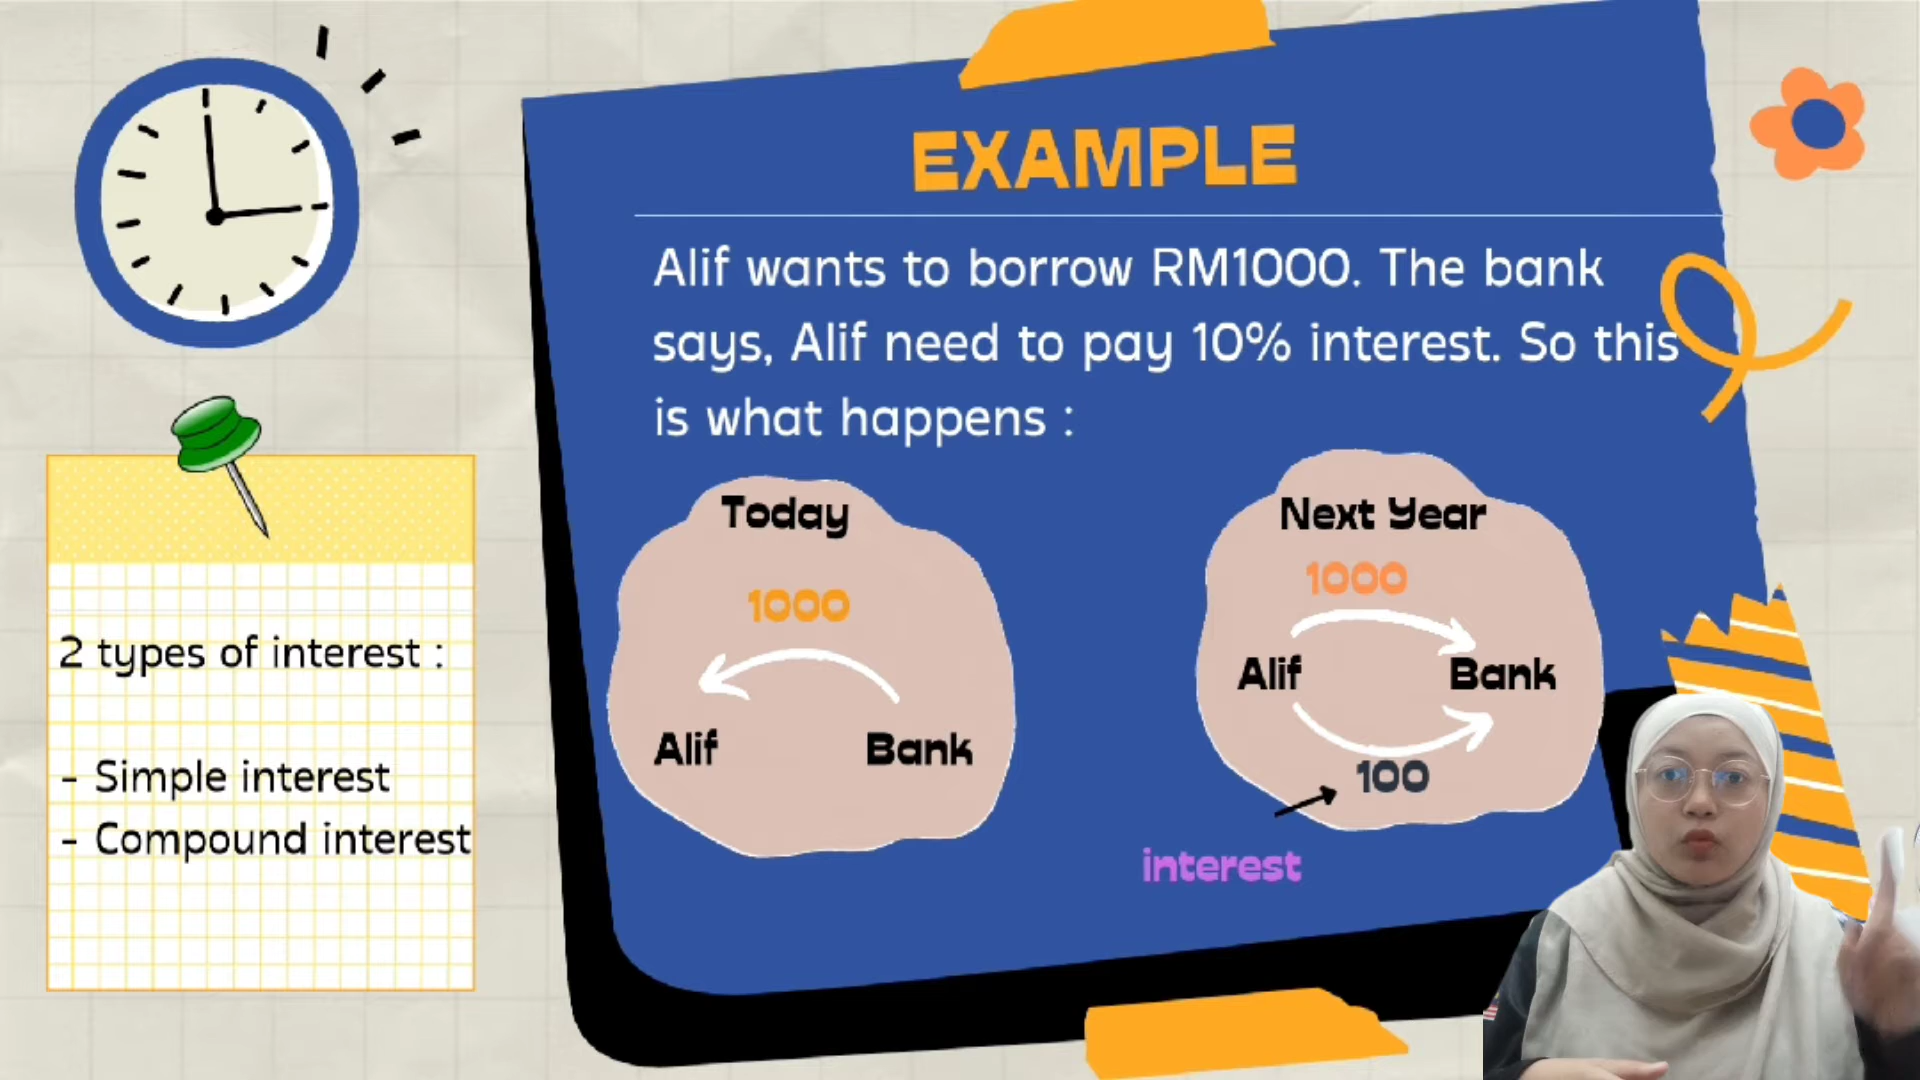 EXAMPLE
Alif wants to borrow RM1000. The bank
says, Alif need to pay 10% interest. So this
is what happens :
Today
1000
Alif
Bank
Next Year
1000
Alif
Bank
100
interest
2 types of interest :
- Simple interest
- Compound interest